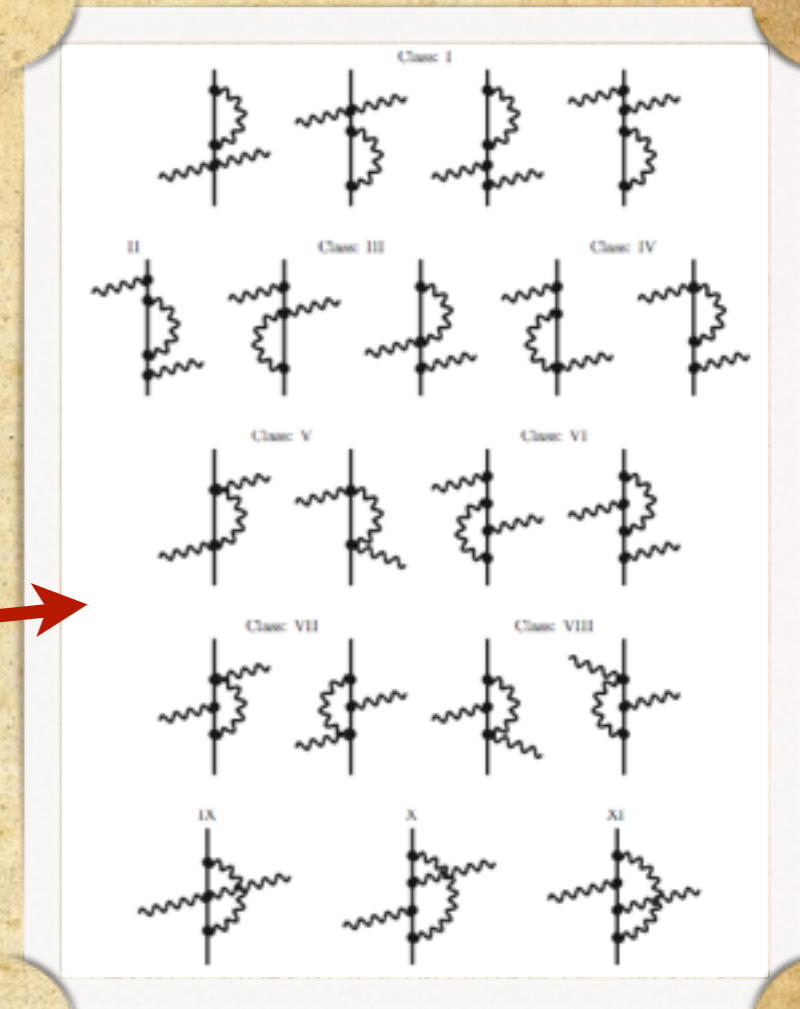 Class: I
II
Class: III
Class: IV
Class: V
Class: VI
Class: VII
Class: VIII
IX
X
XI